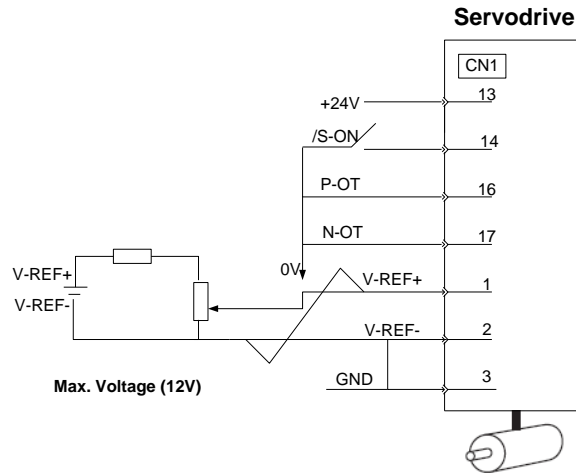 Servodrive
CN1
+24V
13
/S-ON
14
P-OT
16
N-OT
17
0V
V-REF+
V-REF+
1
V-REF-
V-REF-
2
Max. Voltage (12V)
GND
3